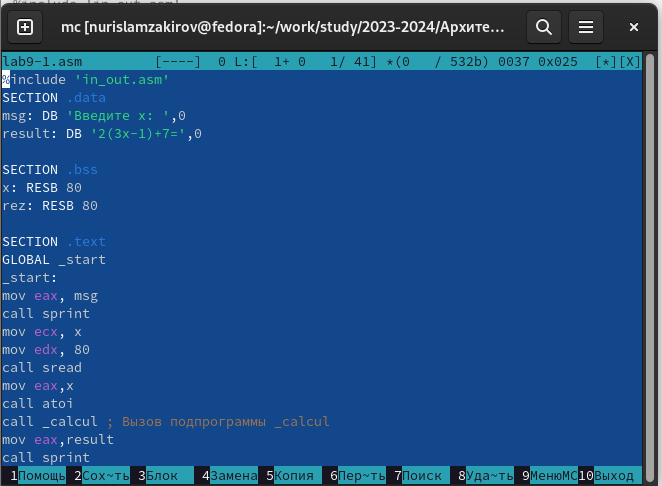 mc [nurislamzakirov@fedora]:~/work/study/2023-2024/Архите...
lab9-1.asm [----] 0 L:[ 1+ 0 1/ 41] *(0 / 532b) 0037 0x025 [*][X]
%include 'in_out.asm'
SECTION .data
msg: DB 'Введите x: ',0
result: DB '2(3x-1)+7=',0
SECTION .bss
x: RESB 80
rez: RESB 80
SECTION .text
GLOBAL _start
_start:
mov eax, msg
call sprint
mov ecx, x
mov edx, 80
call sread
mov eax,x
call atoi
call _calcul ; Вызов подпрограммы _calcul
mov eax,result
call sprint
1Помощь 2Сох~ть 3Блок 4Замена 5Копия 6Пер~ть 7Поиск 8Уда~ть 9МенюMC 10Выход